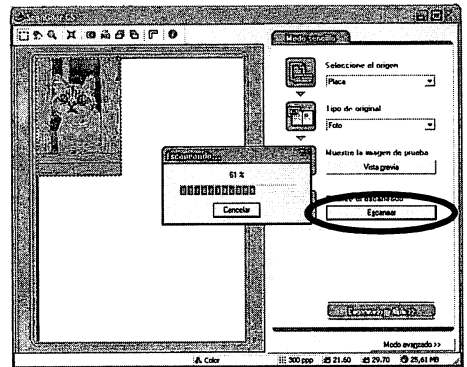 Modo sencillo
Seleccione el origen
Placa
Tipo de original
Foto
Muestre la imagen de prueba
Vista previa
Escaneando...
61 %
Cancelar
Escanear
Modo avanzado >>
Color
300 ppp
21.60
29.70
25,61 MB